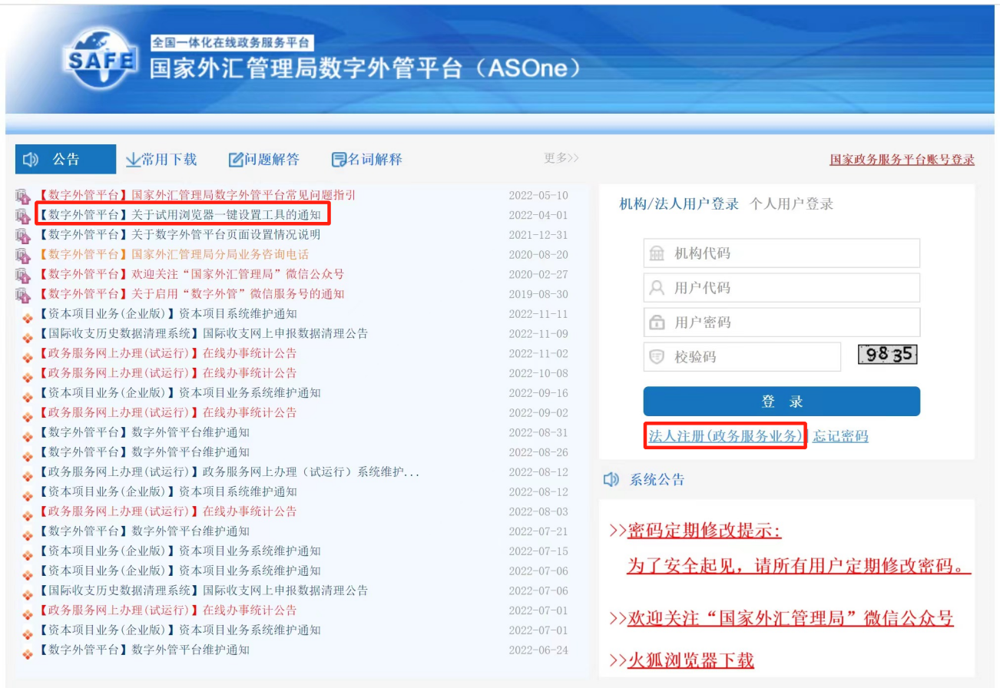 SAFE
全国一体化在线政务服务平台
国家外汇管理局数字外管平台（ASOne）
公告 常用下载 问题解答 名词解释 更多>>
【数字外管平台】国家外汇管理局数字外管平台常见问题指引 2022-05-10
【数字外管平台】关于试用浏览器一键设置工具的通知 2022-04-01
【数字外管平台】关于数字外管平台页面设置情况说明 2021-12-31
【数字外管平台】国家外汇管理局分局业务咨询电话 2020-08-20
【数字外管平台】欢迎关注“国家外汇管理局”微信公众号 2020-02-27
【数字外管平台】关于启用“数字外管”微信服务号的通知 2019-08-30
【资本项目业务(企业版)】资本项目系统维护通知 2022-11-11
【国际收支历史数据清理系统】国际收支网上申报数据清理公告 2022-11-09
【政务服务网上办理(试运行)】在线办事统计公告 2022-11-02
【政务服务网上办理(试运行)】在线办事统计公告 2022-10-08
【资本项目业务(企业版)】资本项目业务系统维护通知 2022-09-16
【政务服务网上办理(试运行)】在线办事统计公告 2022-09-02
【数字外管平台】数字外管平台维护通知 2022-08-31
【数字外管平台】数字外管平台维护通知 2022-08-26
【政务服务网上办理(试运行)】政务服务网上办理（试运行）系统维护... 2022-08-12
【资本项目业务(企业版)】资本项目系统维护通知 2022-08-12
【政务服务网上办理(试运行)】在线办事统计公告 2022-08-03
【数字外管平台】数字外管平台维护通知 2022-07-21
【资本项目业务(企业版)】资本项目业务系统维护通知 2022-07-15
【资本项目业务(企业版)】资本项目业务系统维护通知 2022-07-06
【国际收支历史数据清理系统】国际收支网上申报数据清理公告 2022-07-06
【政务服务网上办理(试运行)】在线办事统计公告 2022-07-01
【资本项目业务(企业版)】资本项目业务系统维护通知 2022-07-01
【数字外管平台】数字外管平台维护通知 2022-06-24
国家政务服务平台账号登录
机构/法人用户登录 个人用户登录
机构代码
用户代码
用户密码
校验码 9835
登 录
法人注册(政务服务业务) 忘记密码
系统公告
>>密码定期修改提示:
为了安全起见，请所有用户定期修改密码。
>>欢迎关注“国家外汇管理局”微信公众号
>>火狐浏览器下载